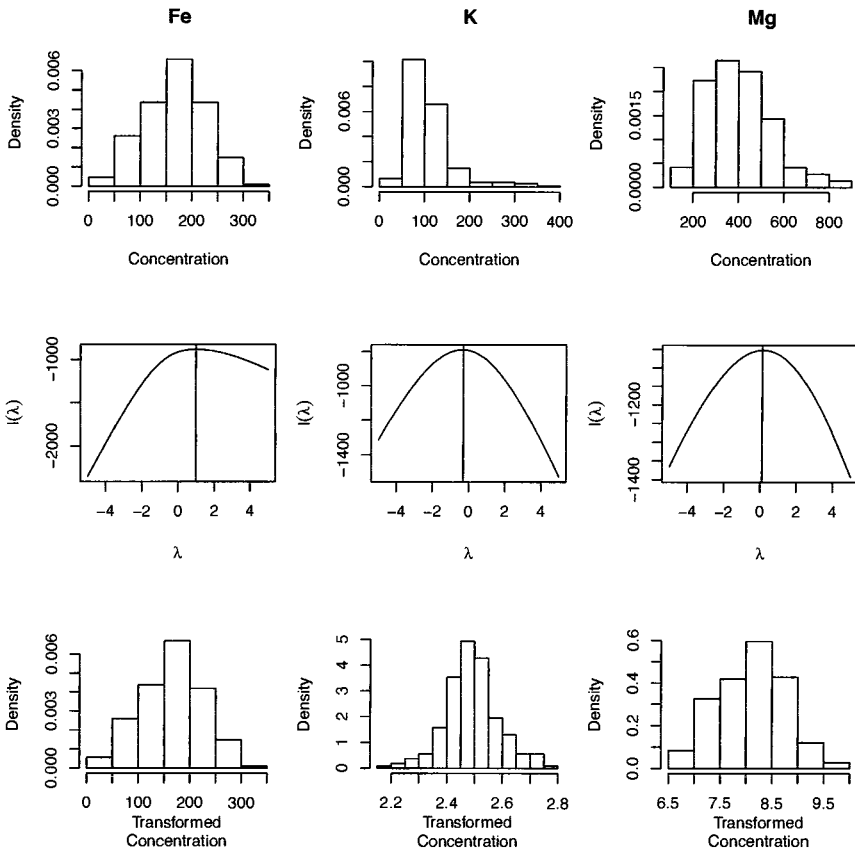 Fe K Mg
Density
0.000 0.003 0.006
0 100 200 300
Concentration
Density
0.000 0.006
0 100 200 300 400
Concentration
Density
0.0000 0.0015
200 400 600 800
Concentration
l(λ)
−2000 −1000
−4 −2 0 2 4
λ
l(λ)
−1400 −1000
−4 −2 0 2 4
λ
l(λ)
−1400 −1200
−4 −2 0 2 4
λ
Density
0.000 0.003 0.006
0 100 200 300
Transformed
Concentration
Density
0 1 2 3 4 5
2.2 2.4 2.6 2.8
Transformed
Concentration
Density
0.0 0.2 0.4 0.6
6.5 7.5 8.5 9.5
Transformed
Concentration